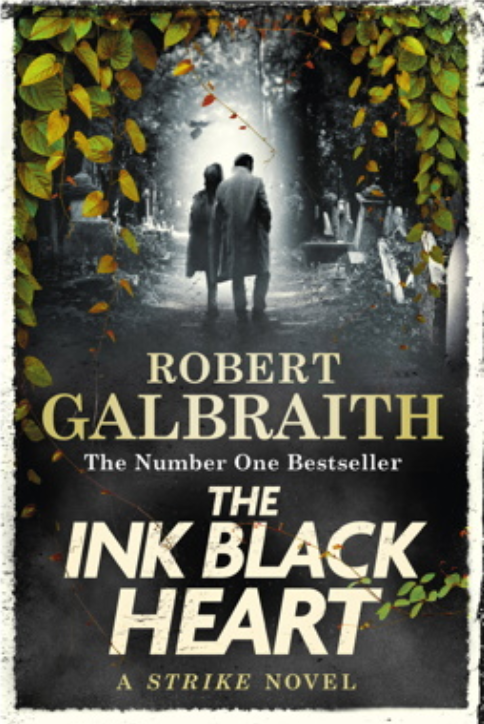 ROBERT
GALBRAITH
The Number One Bestseller
THE
INK BLACK
HEART
A STRIKE NOVEL